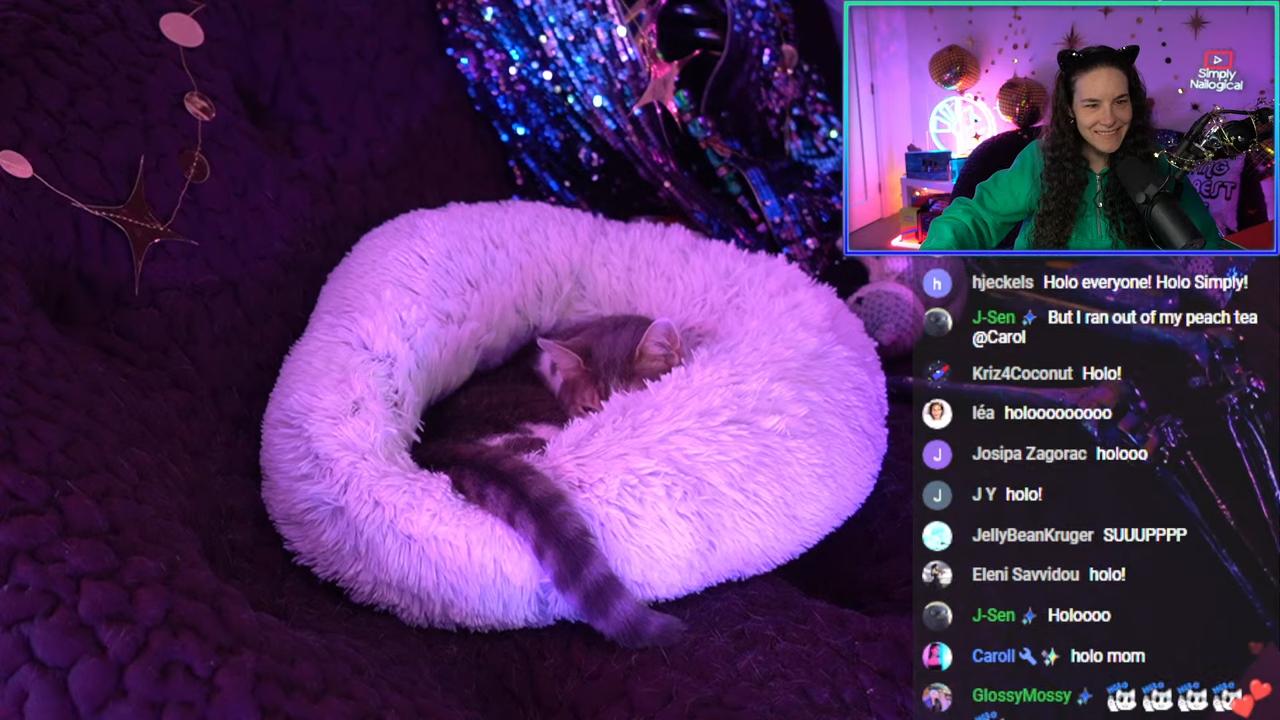 Simply
Nailogical
h
hjeckels Holo everyone! Holo Simply!
J-Sen But I ran out of my peach tea
@Carol
Kriz4Coconut Holo!
léa holooooooooo
J
Josipa Zagorac holooo
J
J Y holo!
JellyBeanKruger SUUUPPPP
Eleni Savvidou holo!
J-Sen Holoooo
Caroll holo mom
GlossyMossy